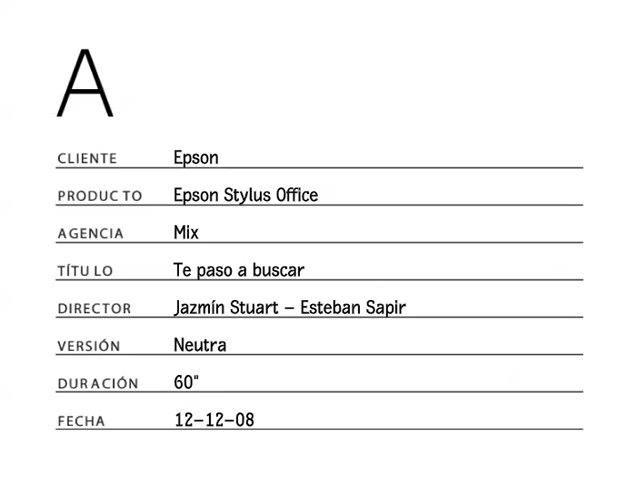 A
CLIENTE Epson
PRODUCTO Epson Stylus Office
AGENCIA Mix
TÍTULO Te paso a buscar
DIRECTOR Jazmín Stuart – Esteban Sapir
VERSIÓN Neutra
DURACIÓN 60"
FECHA 12–12–08